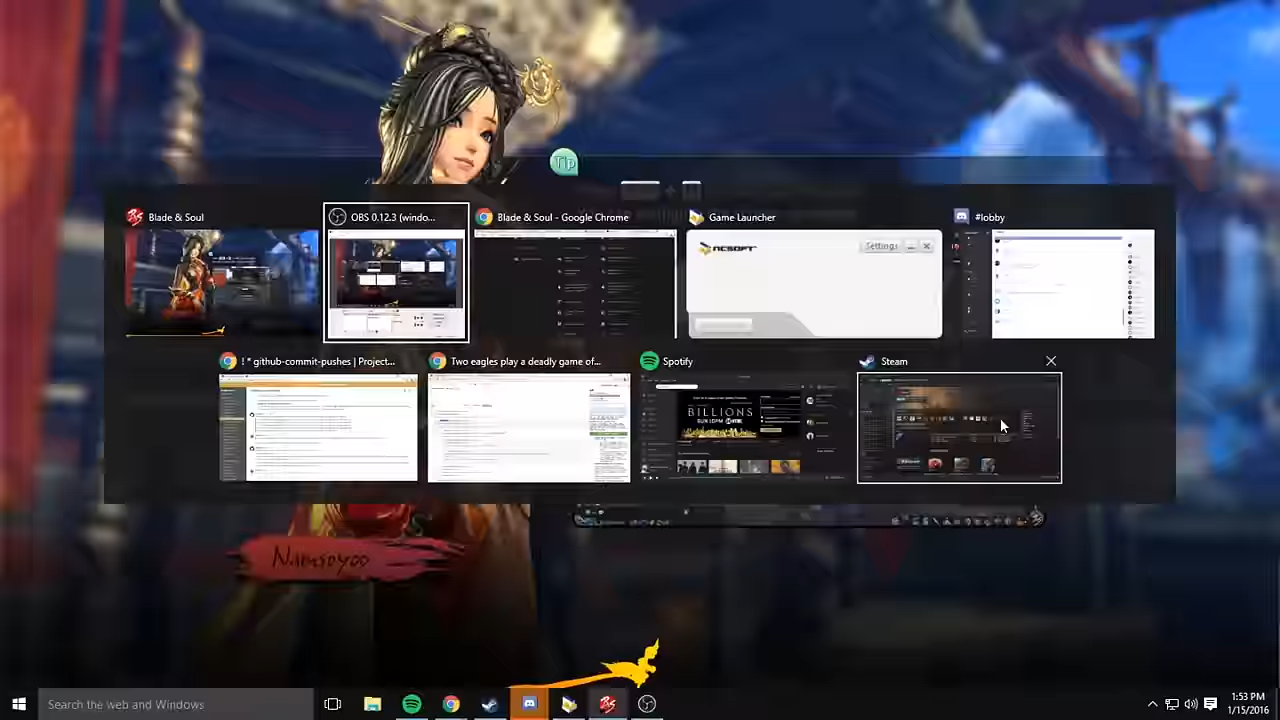 Tip
Blade & Soul
OBS 0.12.3 (windo...
Blade & Soul - Google Chrome
Game Launcher
#lobby
NCSOFT
Settings
! * github-commit-pushes | Project...
Two eagles play a deadly game of...
Spotify
Steam
BILLIONS
Namsoyoo
Search the web and Windows
1:53 PM
1/15/2016